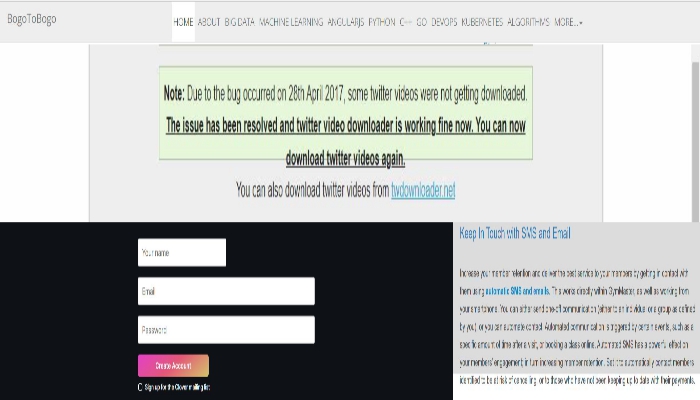 BogoToBogo
HOME ABOUT BIG DATA MACHINE LEARNING ANGULARJS PYTHON C++ GO DEVOPS KUBERNETES ALGORITHMS MORE...
Note: Due to the bug occurred on 28th April 2017, some twitter videos were not getting downloaded.
The issue has been resolved and twitter video downloader is working fine now. You can now
download twitter videos again.
You can also download twitter videos from twdownloader.net
Your name
Email
Password
Create Account
Sign up for the Clover mailing list
Keep In Touch with SMS and Email
Increase your member retention and deliver the best service to your members by getting in contact with
them using automatic SMS and emails. This works directly within GymMaster, as well as working from
your smartphone. You can either send one-off communication (either to an individual or a group as defined
by you), or you can automate contact. Automated communication is triggered by certain events, such as a
specific amount of time after a visit, or booking a class online. Automated SMS has a powerful effect on
your members' engagement, in turn increasing member retention. Set it to automatically contact members
identified to be at risk of canceling, or to those who have not been keeping up to date with their payments.